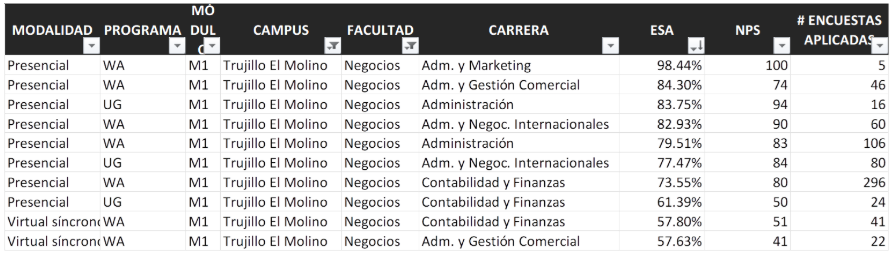 MODALIDAD PROGRAMA MÓDULO CAMPUS FACULTAD CARRERA ESA NPS # ENCUESTAS APLICADAS
Presencial WA M1 Trujillo El Molino Negocios Adm. y Marketing 98.44% 100 5
Presencial WA M1 Trujillo El Molino Negocios Adm. y Gestión Comercial 84.30% 74 46
Presencial UG M1 Trujillo El Molino Negocios Administración 83.75% 94 16
Presencial WA M1 Trujillo El Molino Negocios Adm. y Negoc. Internacionales 82.93% 90 60
Presencial WA M1 Trujillo El Molino Negocios Administración 79.51% 83 106
Presencial UG M1 Trujillo El Molino Negocios Adm. y Negoc. Internacionales 77.47% 84 80
Presencial WA M1 Trujillo El Molino Negocios Contabilidad y Finanzas 73.55% 80 296
Presencial UG M1 Trujillo El Molino Negocios Contabilidad y Finanzas 61.39% 50 24
Virtual síncrono WA M1 Trujillo El Molino Negocios Contabilidad y Finanzas 57.80% 51 41
Virtual síncrono WA M1 Trujillo El Molino Negocios Adm. y Gestión Comercial 57.63% 41 22